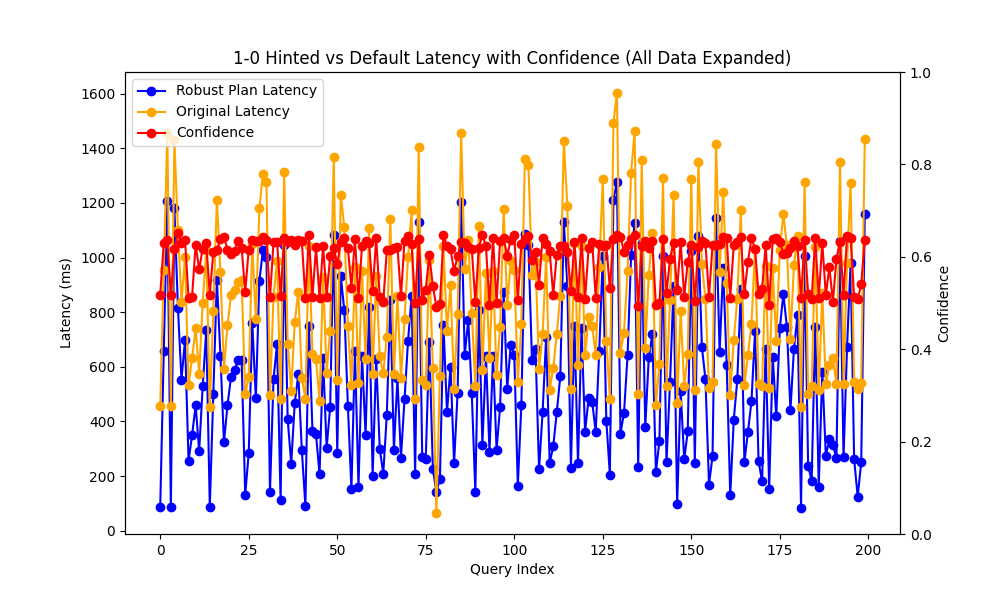 1-0 Hinted vs Default Latency with Confidence (All Data Expanded)
Robust Plan Latency
Original Latency
Confidence
Latency (ms)
1600
1400
1200
1000
800
600
400
200
0
1.0
0.8
0.6
0.4
0.2
0.0
Confidence
0 25 50 75 100 125 150 175 200
Query Index